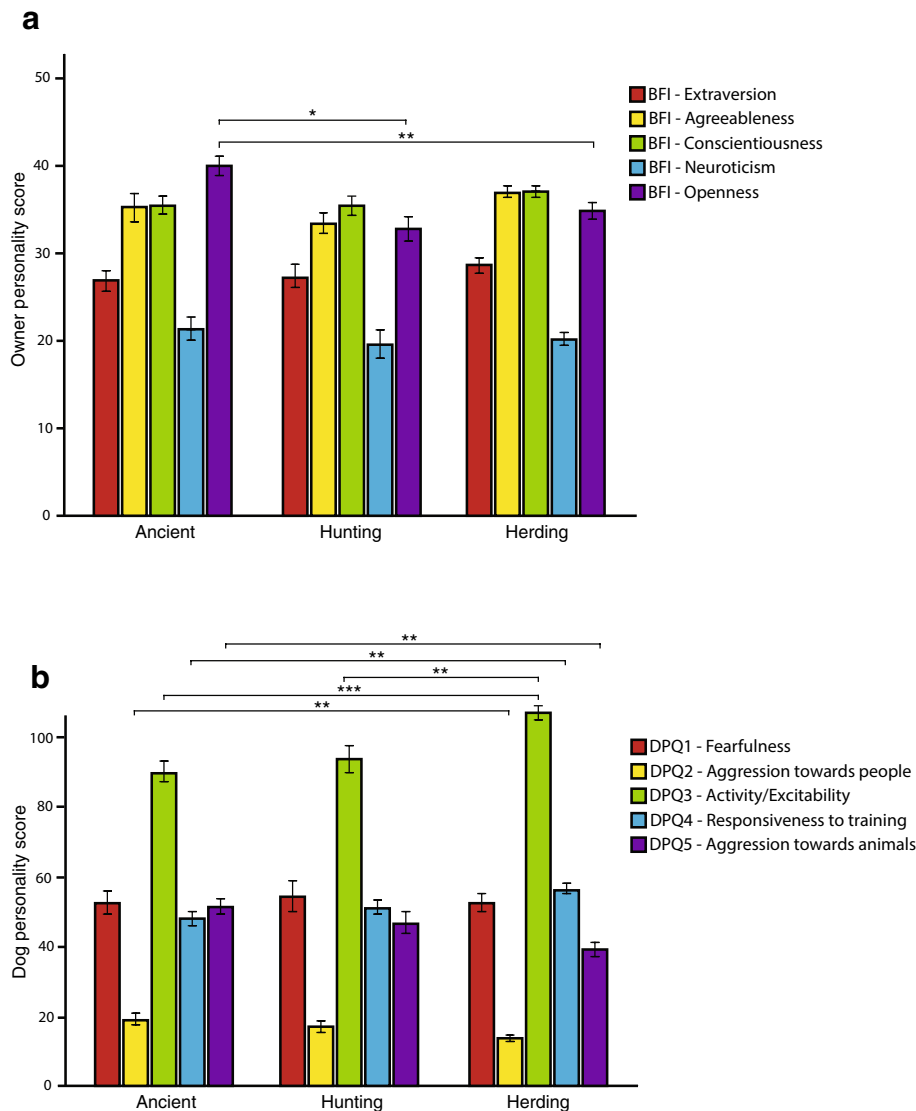 a
50
40
30
20
10
0
Owner personality score
*
**
Ancient
Hunting
Herding
BFI - Extraversion
BFI - Agreeableness
BFI - Conscientiousness
BFI - Neuroticism
BFI - Openness
b
**
**
**
***
**
100
80
60
40
20
0
Dog personality score
Ancient
Hunting
Herding
DPQ1 - Fearfulness
DPQ2 - Aggression towards people
DPQ3 - Activity/Excitability
DPQ4 - Responsiveness to training
DPQ5 - Aggression towards animals